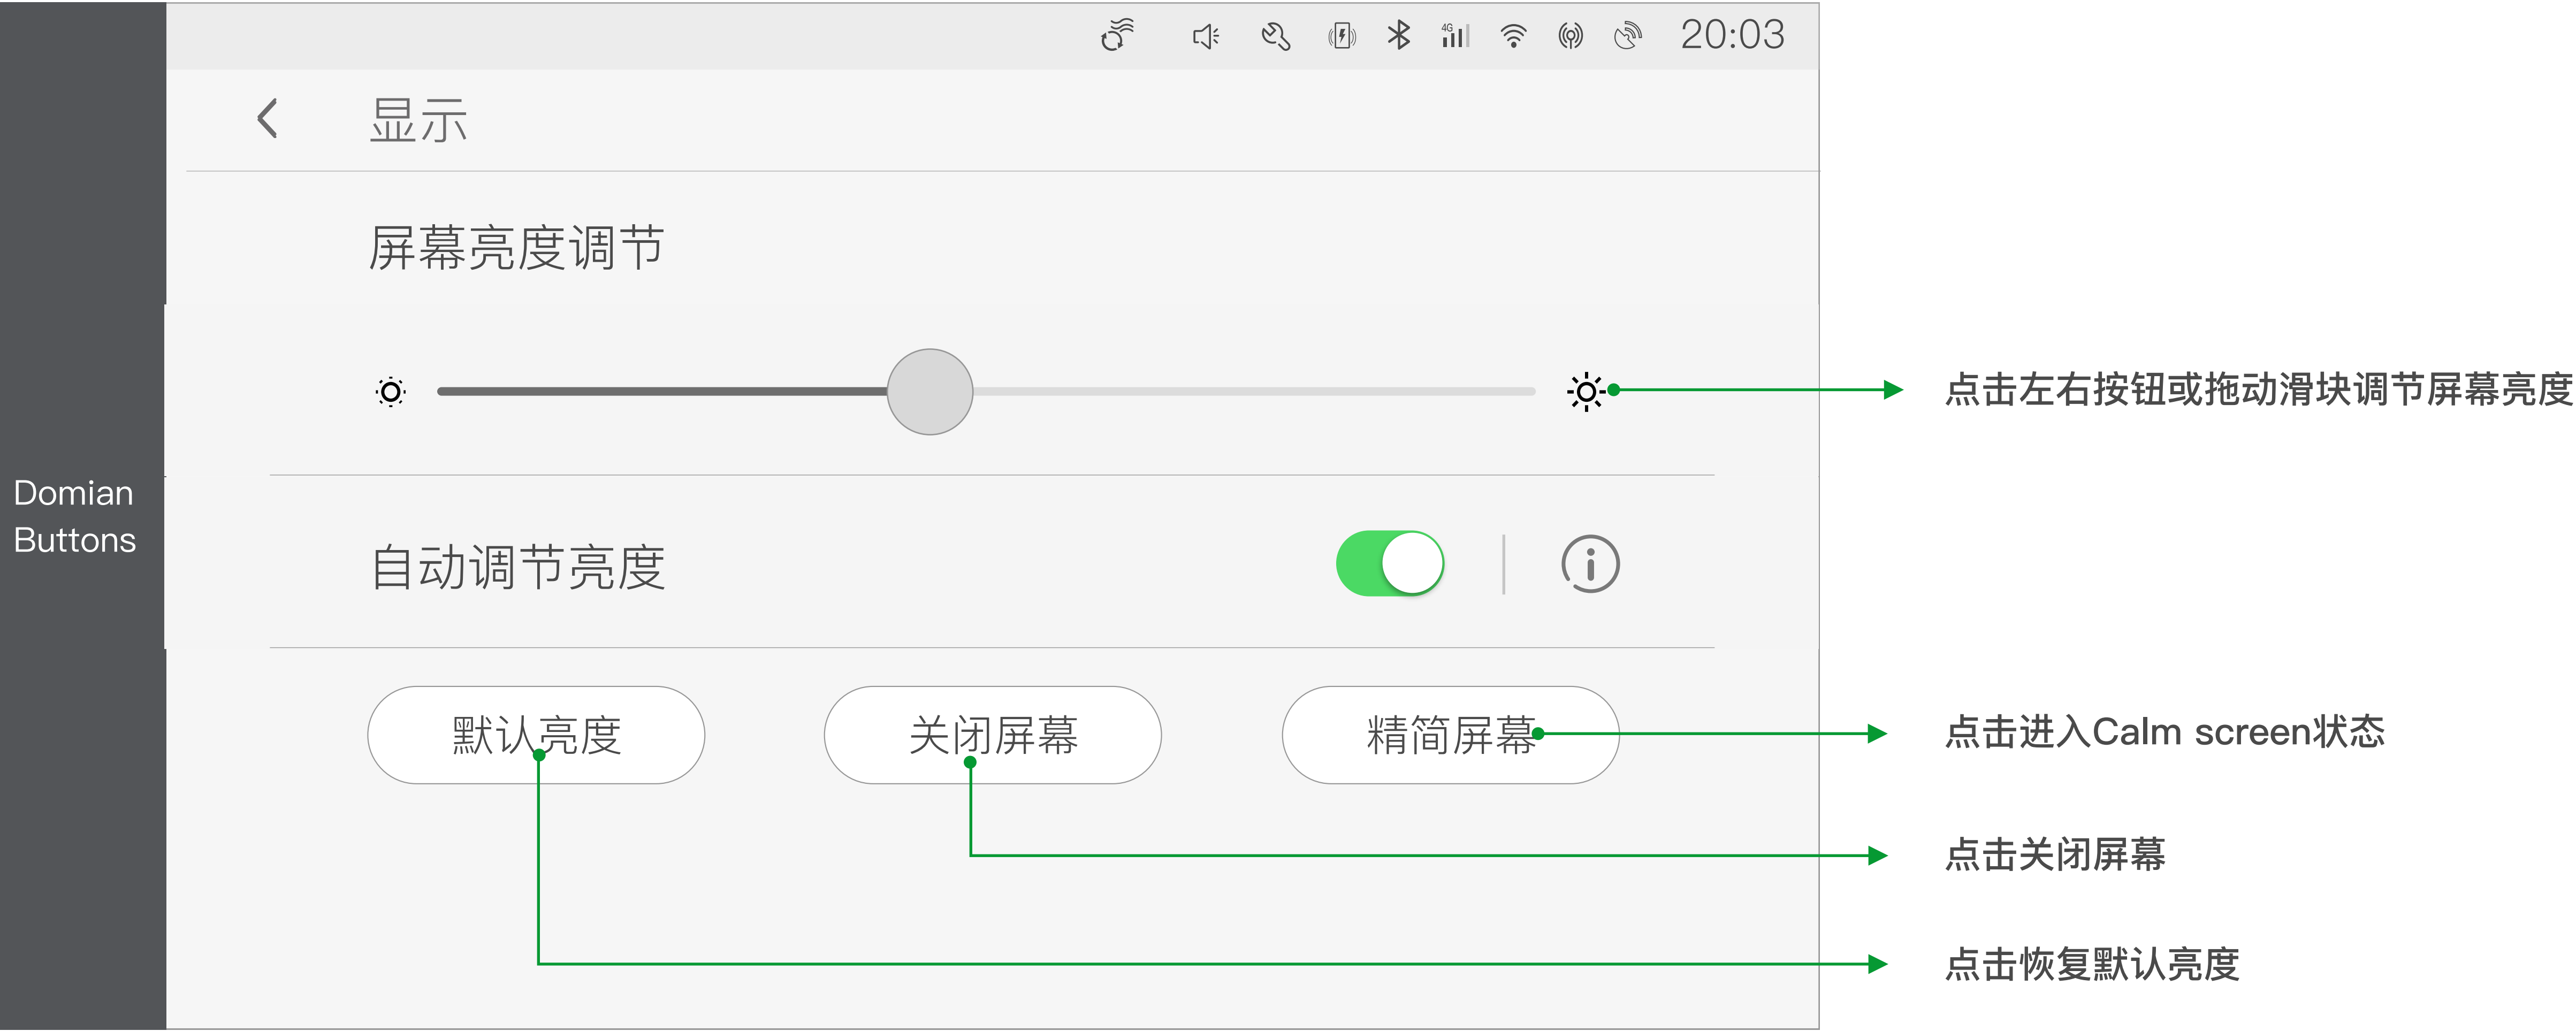 4G
20:03
显示
屏幕亮度调节
点击左右按钮或拖动滑块调节屏幕亮度
Domian
Buttons
自动调节亮度
默认亮度
关闭屏幕
精简屏幕
点击进入Calm screen状态
点击关闭屏幕
点击恢复默认亮度